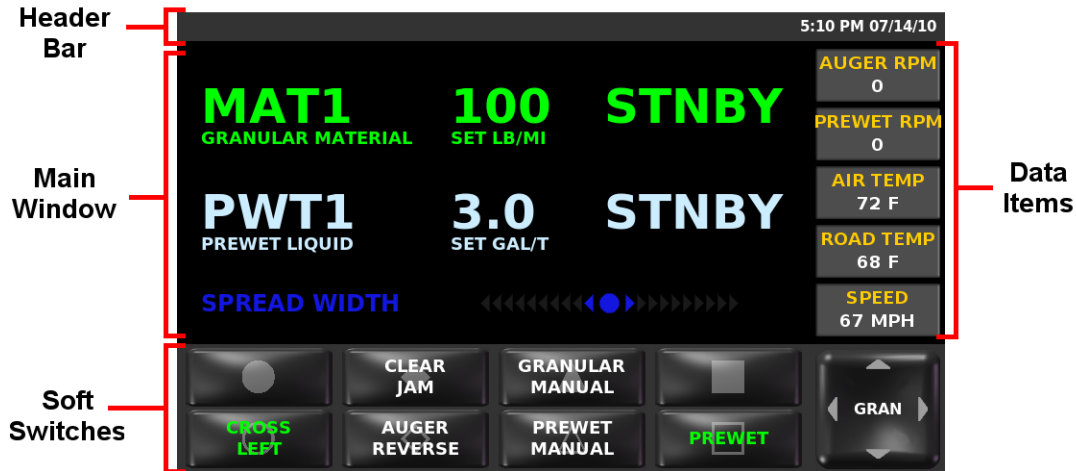 Header
Bar
5:10 PM 07/14/10
Main
Window
MAT1 100 STNBY
GRANULAR MATERIAL SET LB/MI
PWT1 3.0 STNBY
PREWET LIQUID SET GAL/T
SPREAD WIDTH
AUGER RPM
0
PREWET RPM
0
AIR TEMP
72 F
ROAD TEMP
68 F
SPEED
67 MPH
Data
Items
Soft
Switches
CLEAR
JAM
GRANULAR
MANUAL
CROSS
LEFT
AUGER
REVERSE
PREWET
MANUAL
PREWET
GRAN